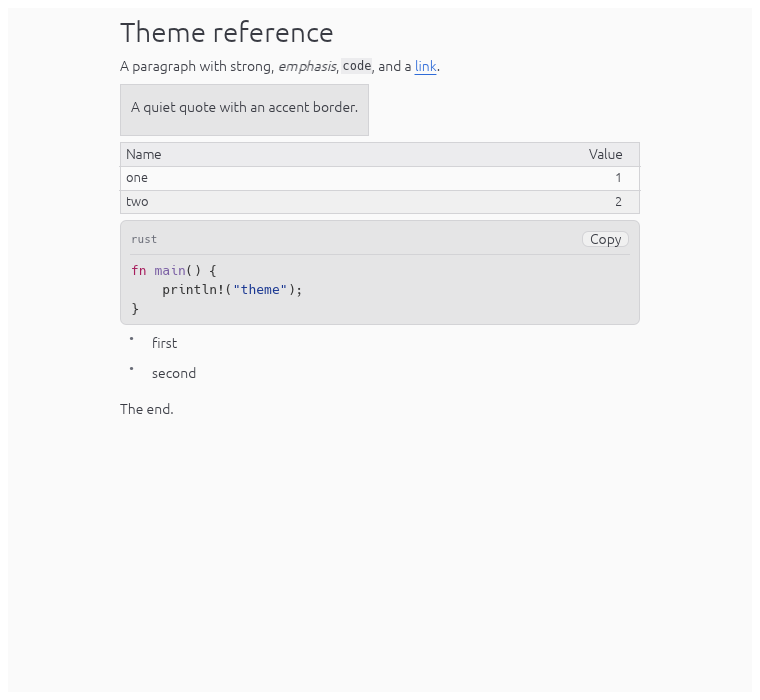 Theme reference
A paragraph with strong, emphasis, code, and a link.
A quiet quote with an accent border.
Name Value
one 1
two 2
rust Copy
fn main() {
    println!("theme");
}
• first
• second
The end.